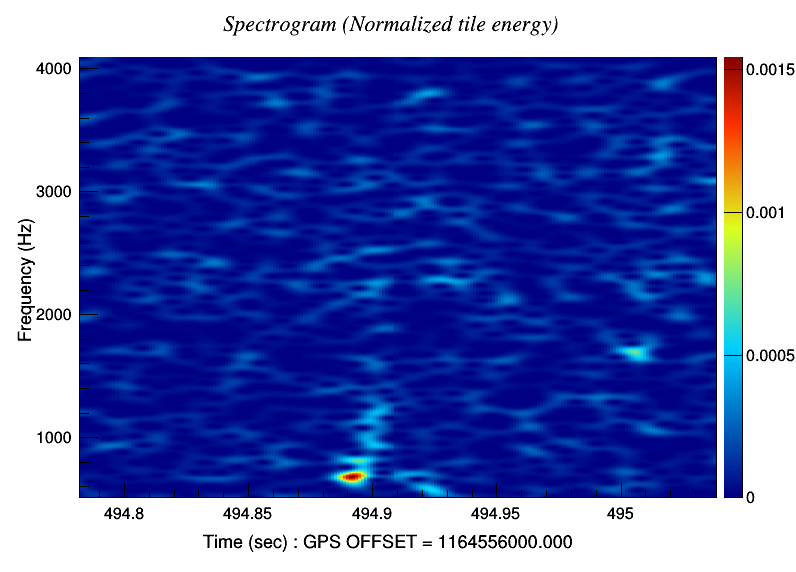 Spectrogram (Normalized tile energy)
4000
3000
2000
1000
Frequency (Hz)
0.0015
0.001
0.0005
0
494.8 494.85 494.9 494.95 495
Time (sec) : GPS OFFSET = 1164556000.000